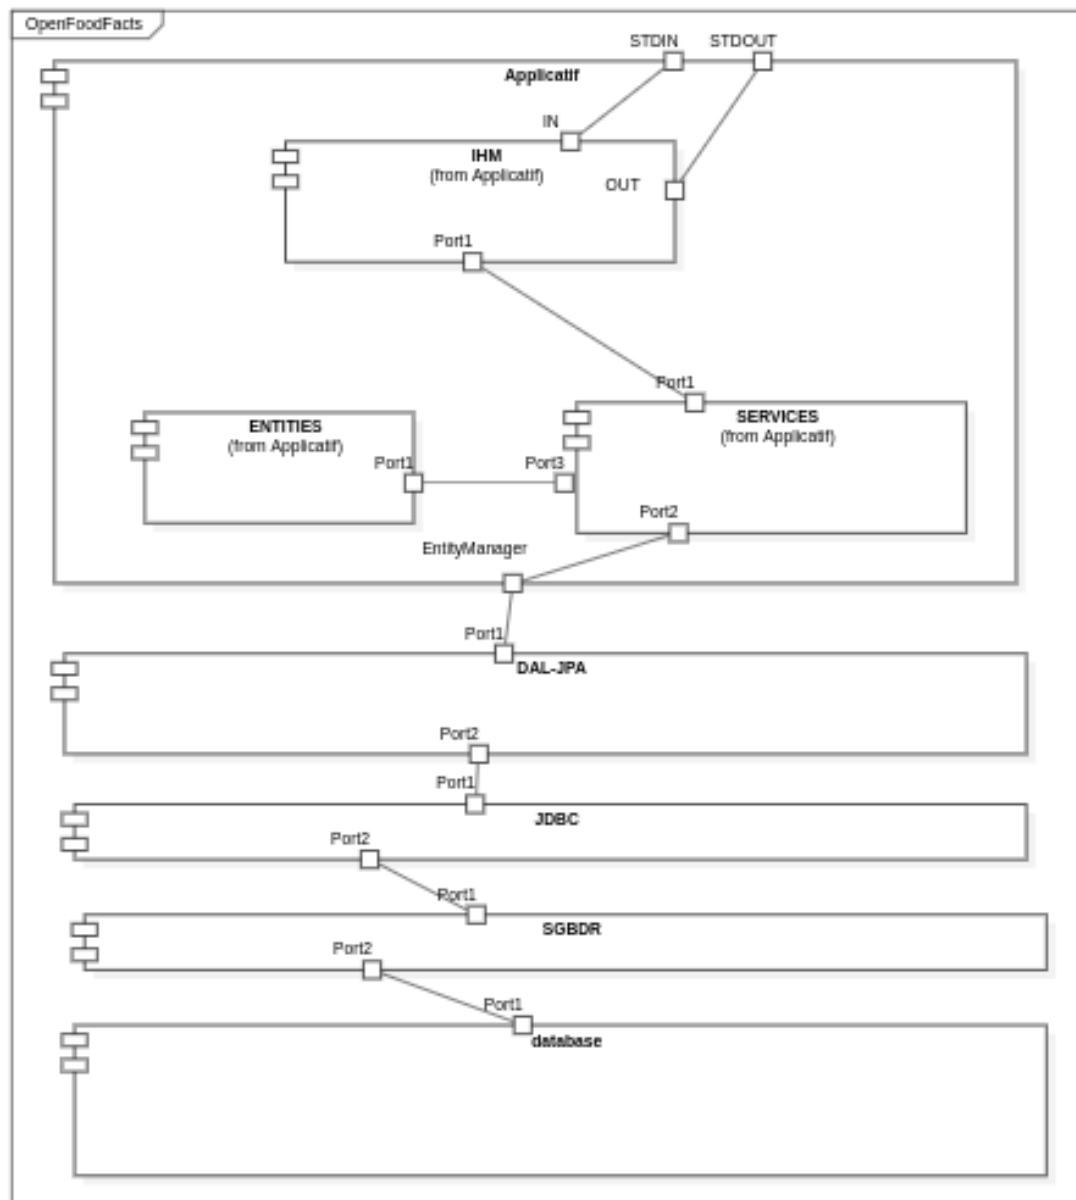 OpenFoodFacts
STDIN STDOUT
Applicatif
IN
IHM
(from Applicatif)
OUT
Port1
Port1
SERVICES
(from Applicatif)
ENTITIES
(from Applicatif)
Port1
Port3
Port2
EntityManager
Port1
DAL-JPA
Port2
Port1
JDBC
Port2
Port1
SGBDR
Port2
Port1
database